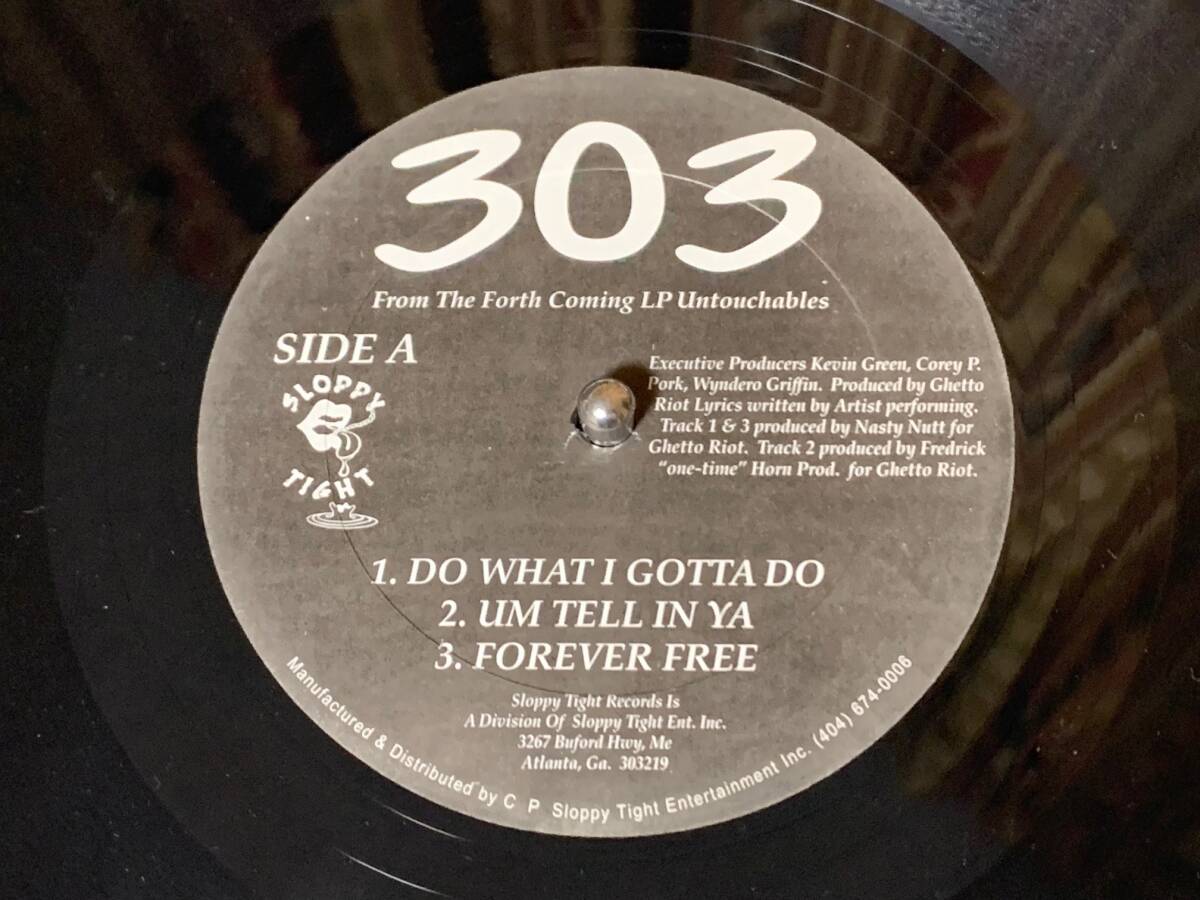 303
From The Forth Coming LP Untouchables
SIDE A
SLOPPY
TIGHT
Executive Producers Kevin Green, Corey P.
Pork, Wyndero Griffin. Produced by Ghetto
Riot Lyrics written by Artist performing.
Track 1 & 3 produced by Nasty Nutt for
Ghetto Riot. Track 2 produced by Fredrick
“one-time” Horn Prod. for Ghetto Riot.
1. DO WHAT I GOTTA DO
2. UM TELL IN YA
3. FOREVER FREE
Sloppy Tight Records Is
A Division Of Sloppy Tight Ent. Inc.
3267 Buford Hwy, Me
Atlanta, Ga. 303219
Manufactured & Distributed by C P Sloppy Tight Entertainment Inc. (404) 674-0006